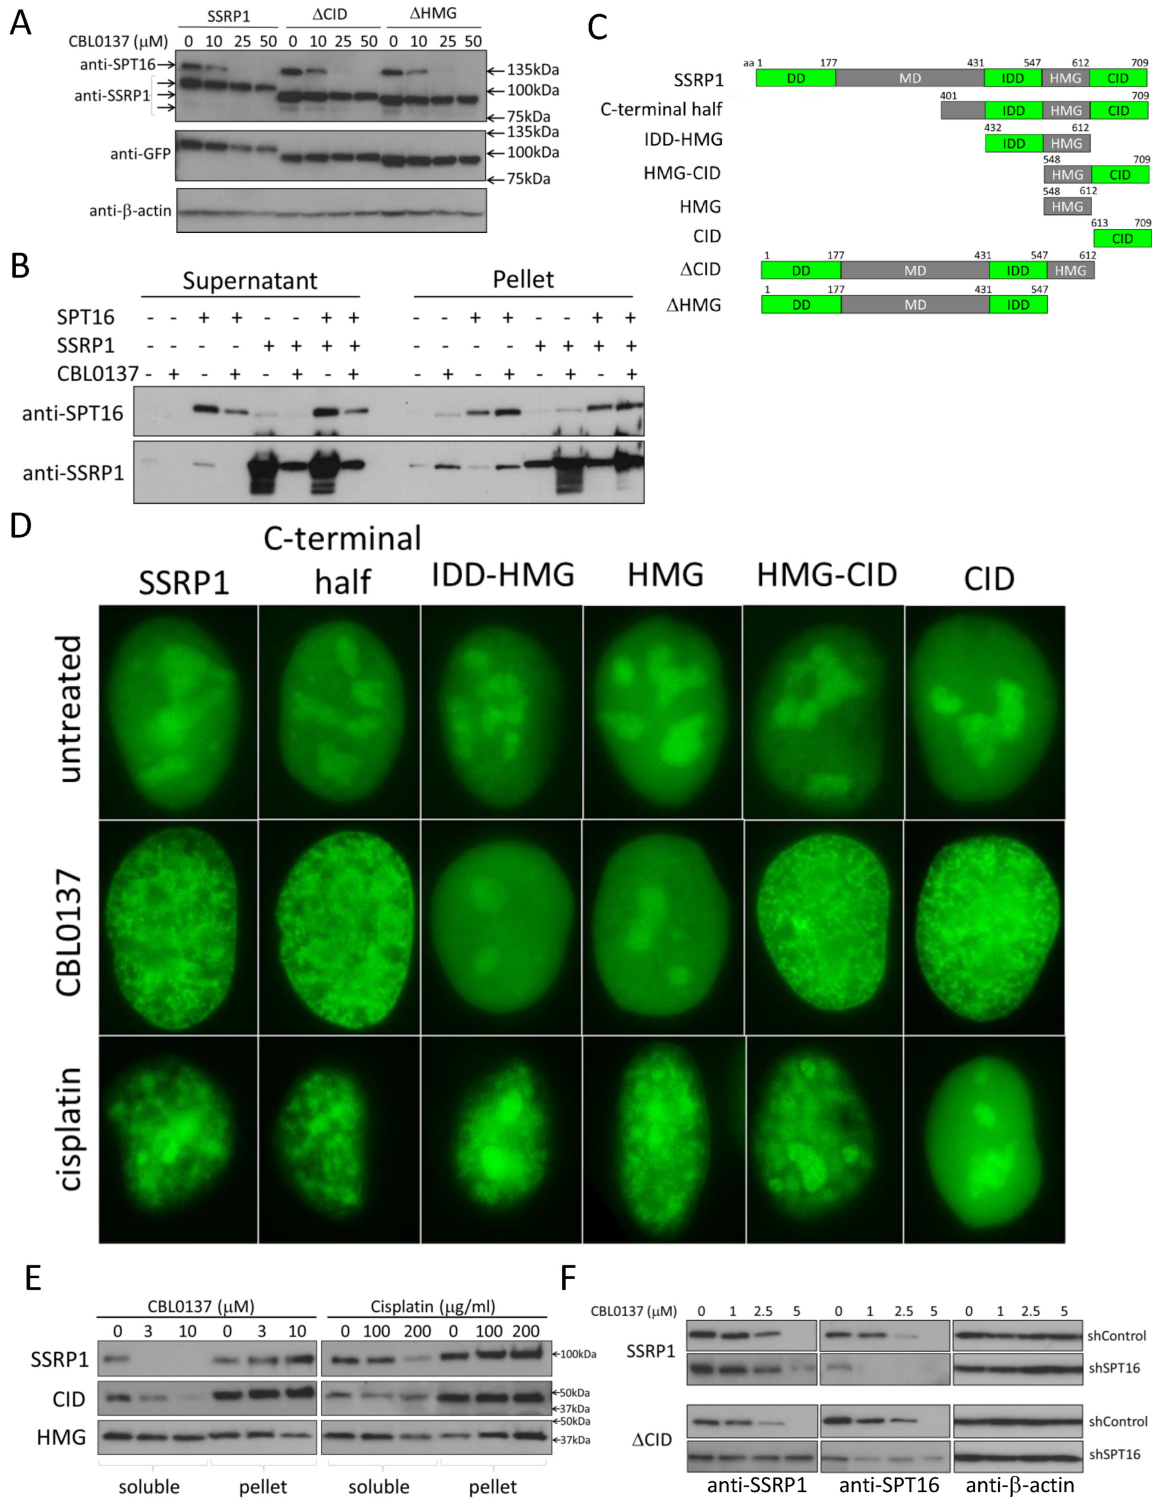 A
SSRP1 ΔCID ΔHMG
CBL0137 (μM) 0 10 25 50 0 10 25 50 0 10 25 50
anti-SPT16
anti-SSRP1
135kDa
100kDa
75kDa
anti-GFP
135kDa
100kDa
75kDa
anti-β-actin
B
Supernatant Pellet
SPT16 - - + + - - + + - - + + - - + +
SSRP1 - - - - + + + + - - - - + + + +
CBL0137 - + - + - + - + - + - + - + - +
anti-SPT16
anti-SSRP1
C
aa 1 177 431 547 612 709
SSRP1 DD MD IDD HMG CID
401 709
C-terminal half IDD HMG CID
432 612
IDD-HMG IDD HMG
548 709
HMG-CID HMG CID
548 612
HMG HMG
613 709
CID CID
1 177 431 547 612
ΔCID DD MD IDD HMG
1 177 431 547
ΔHMG DD MD IDD
D
SSRP1 C-terminal half IDD-HMG HMG HMG-CID CID
untreated
CBL0137
cisplatin
E
CBL0137 (μM) Cisplatin (μg/ml)
0 3 10 0 3 10 0 100 200 0 100 200
SSRP1 100kDa
CID 50kDa
37kDa
HMG 50kDa
37kDa
soluble pellet soluble pellet
F
CBL0137 (μM) 0 1 2.5 5 0 1 2.5 5 0 1 2.5 5
SSRP1
shControl
shSPT16
ΔCID
shControl
shSPT16
anti-SSRP1 anti-SPT16 anti-β-actin